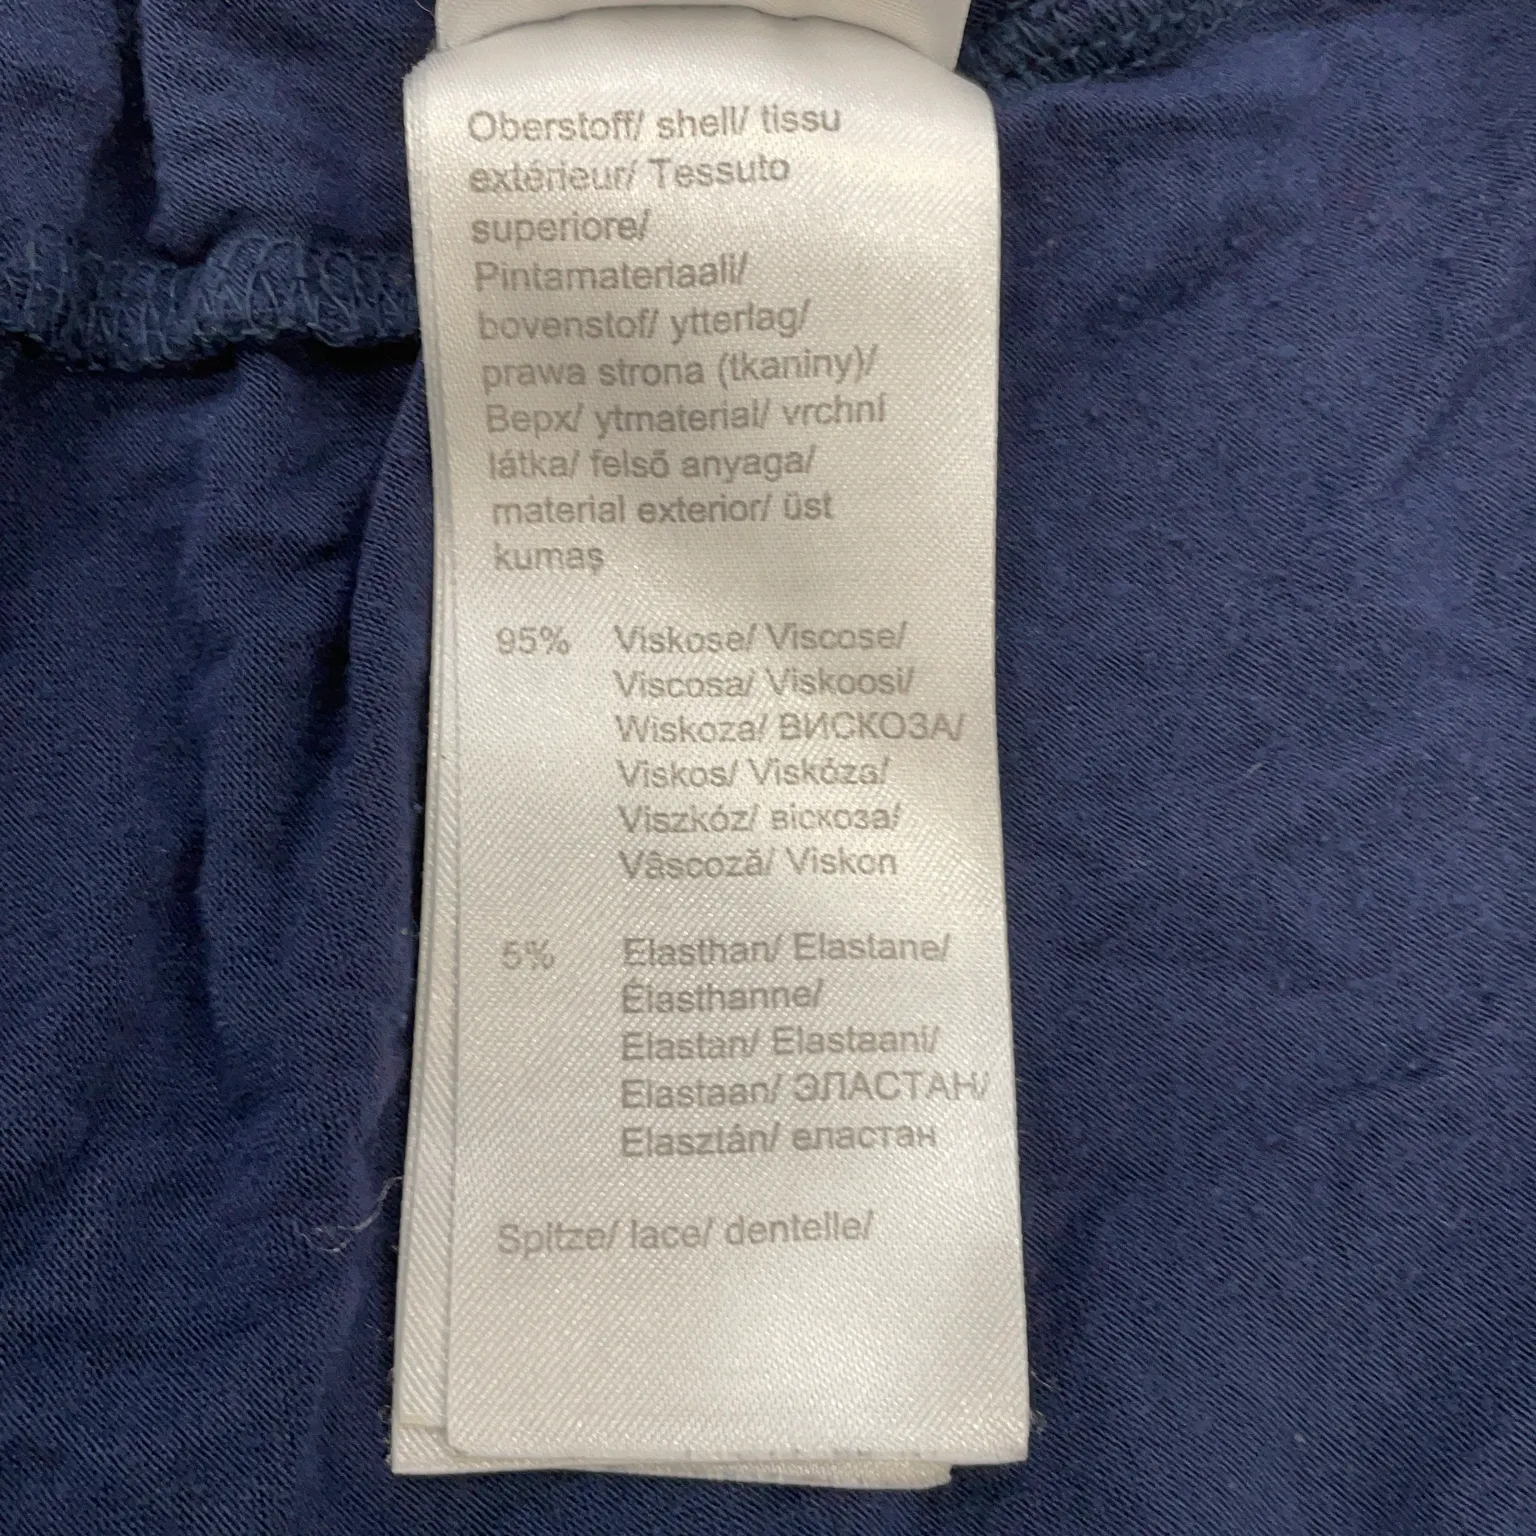 Oberstoff/ shell/ tissu
extérieur/ Tessuto
superiore/
Pintamateriaali/
bovenstof/ ytterlag/
prawa strona (tkaniny)/
Верх/ ytmaterial/ vrchní
látka/ felső anyaga/
material exterior/ üst
kumaş
95% Viskose/ Viscose/
Viscosa/ Viskoosi/
Wiskoza/ ВИСКОЗА/
Viskos/ Viskóza/
Viszkóz/ віскоза/
Vâscoză/ Viskon
5% Elasthan/ Elastane/
Élasthanne/
Elastan/ Elastaani/
Elastaan/ ЭЛАСТАН/
Elasztán/ еластан
Spitze/ lace/ dentelle/